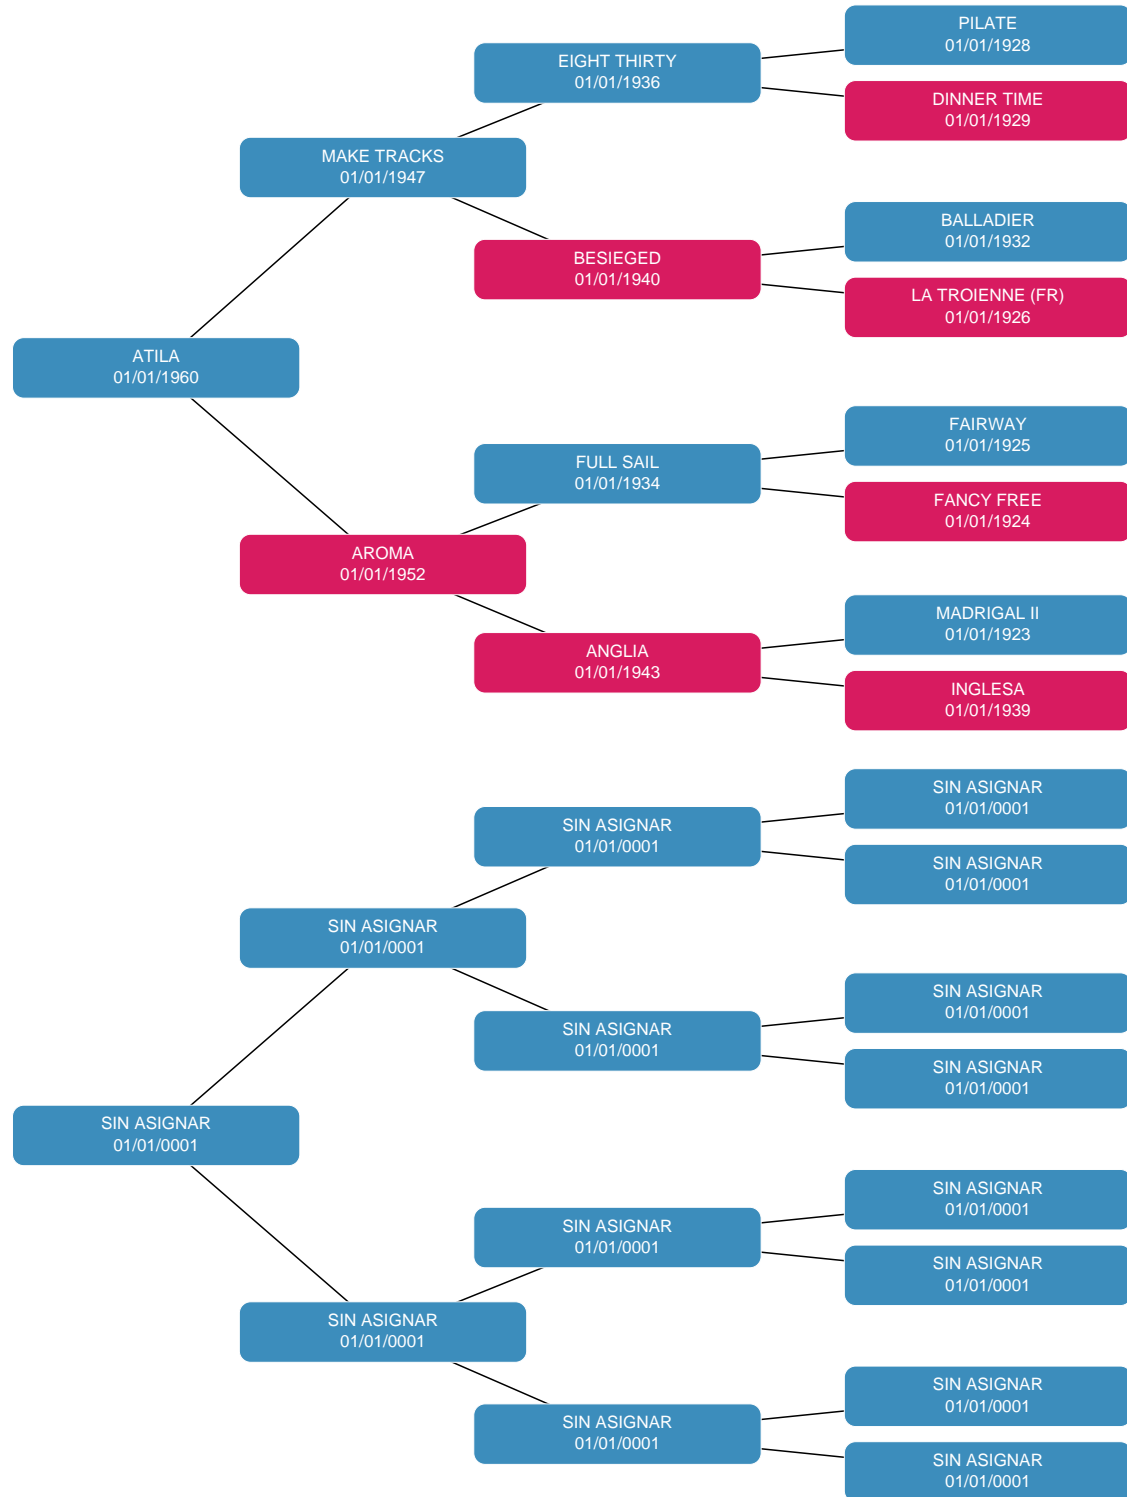 PILATE
01/01/1928
EIGHT THIRTY
01/01/1936
DINNER TIME
01/01/1929
MAKE TRACKS
01/01/1947
BALLADIER
01/01/1932
BESIEGED
01/01/1940
LA TROIENNE (FR)
01/01/1926
ATILA
01/01/1960
FAIRWAY
01/01/1925
FULL SAIL
01/01/1934
FANCY FREE
01/01/1924
AROMA
01/01/1952
MADRIGAL II
01/01/1923
ANGLIA
01/01/1943
INGLESA
01/01/1939
SIN ASIGNAR
01/01/0001
SIN ASIGNAR
01/01/0001
SIN ASIGNAR
01/01/0001
SIN ASIGNAR
01/01/0001
SIN ASIGNAR
01/01/0001
SIN ASIGNAR
01/01/0001
SIN ASIGNAR
01/01/0001
SIN ASIGNAR
01/01/0001
SIN ASIGNAR
01/01/0001
SIN ASIGNAR
01/01/0001
SIN ASIGNAR
01/01/0001
SIN ASIGNAR
01/01/0001
SIN ASIGNAR
01/01/0001
SIN ASIGNAR
01/01/0001
SIN ASIGNAR
01/01/0001